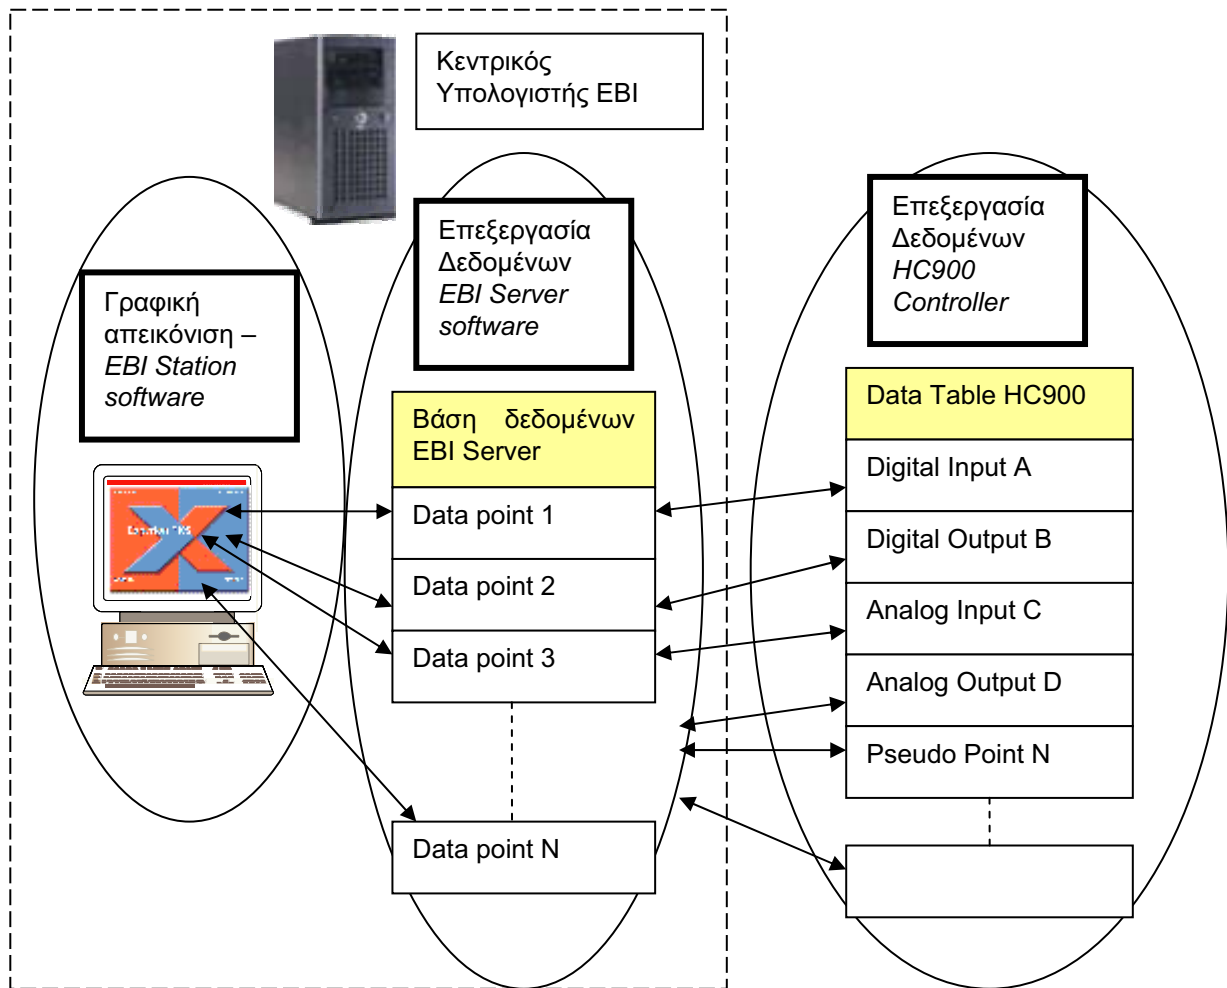 Κεντρικός
Υπολογιστής EBI
Επεξεργασία
Δεδομένων
EBI Server
software
Επεξεργασία
Δεδομένων
HC900
Controller
Γραφική
απεικόνιση –
EBI Station
software
Βάση δεδομένων
EBI Server
Data point 1
Data point 2
Data point 3
Data point N
Data Table HC900
Digital Input A
Digital Output B
Analog Input C
Analog Output D
Pseudo Point N